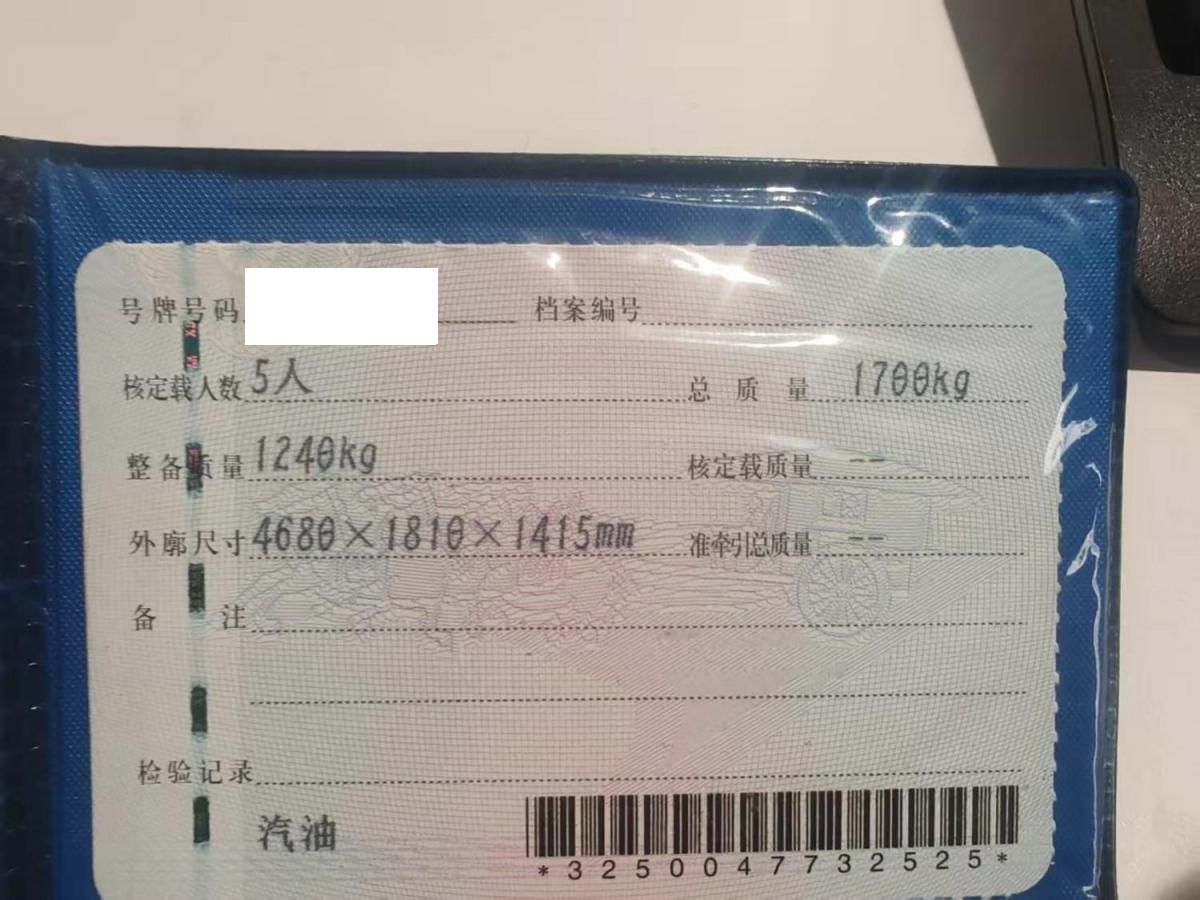 号牌号码 档案编号
核定载人数 5人 总质量 1700kg
整备质量 1240kg 核定载质量 --
外廓尺寸 4680×1810×1415mm 准牵引总质量 --
备注
检验记录
汽油
*3250047732525*